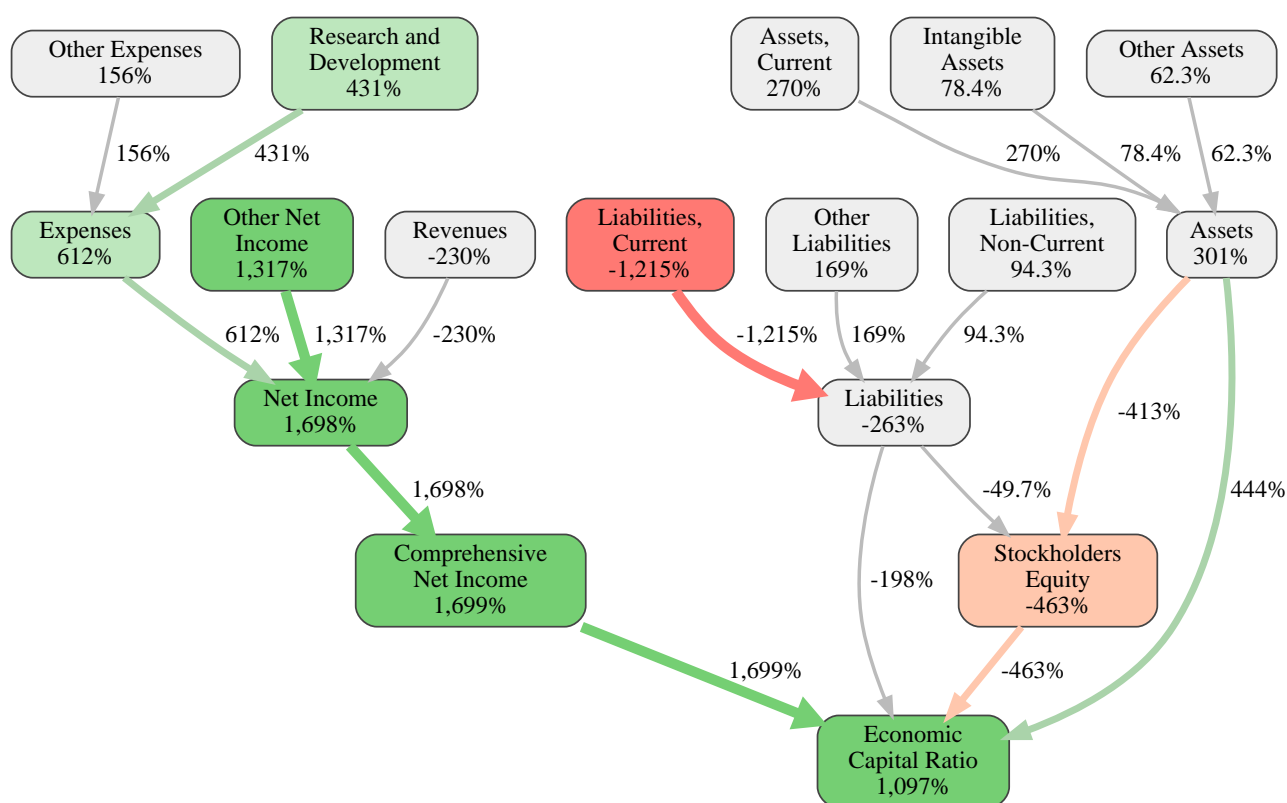 Other Expenses
156%
Research and
Development
431%
Assets,
Current
270%
Intangible
Assets
78.4%
Other Assets
62.3%
156%
431%
270%
78.4%
62.3%
Expenses
612%
Other Net
Income
1,317%
Revenues
-230%
Liabilities,
Current
-1,215%
Other
Liabilities
169%
Liabilities,
Non-Current
94.3%
Assets
301%
612%
1,317%
-230%
-1,215%
169%
94.3%
Net Income
1,698%
Liabilities
-263%
-413%
1,698%
-49.7%
444%
Comprehensive
Net Income
1,699%
-198%
Stockholders
Equity
-463%
1,699%
-463%
Economic
Capital Ratio
1,097%